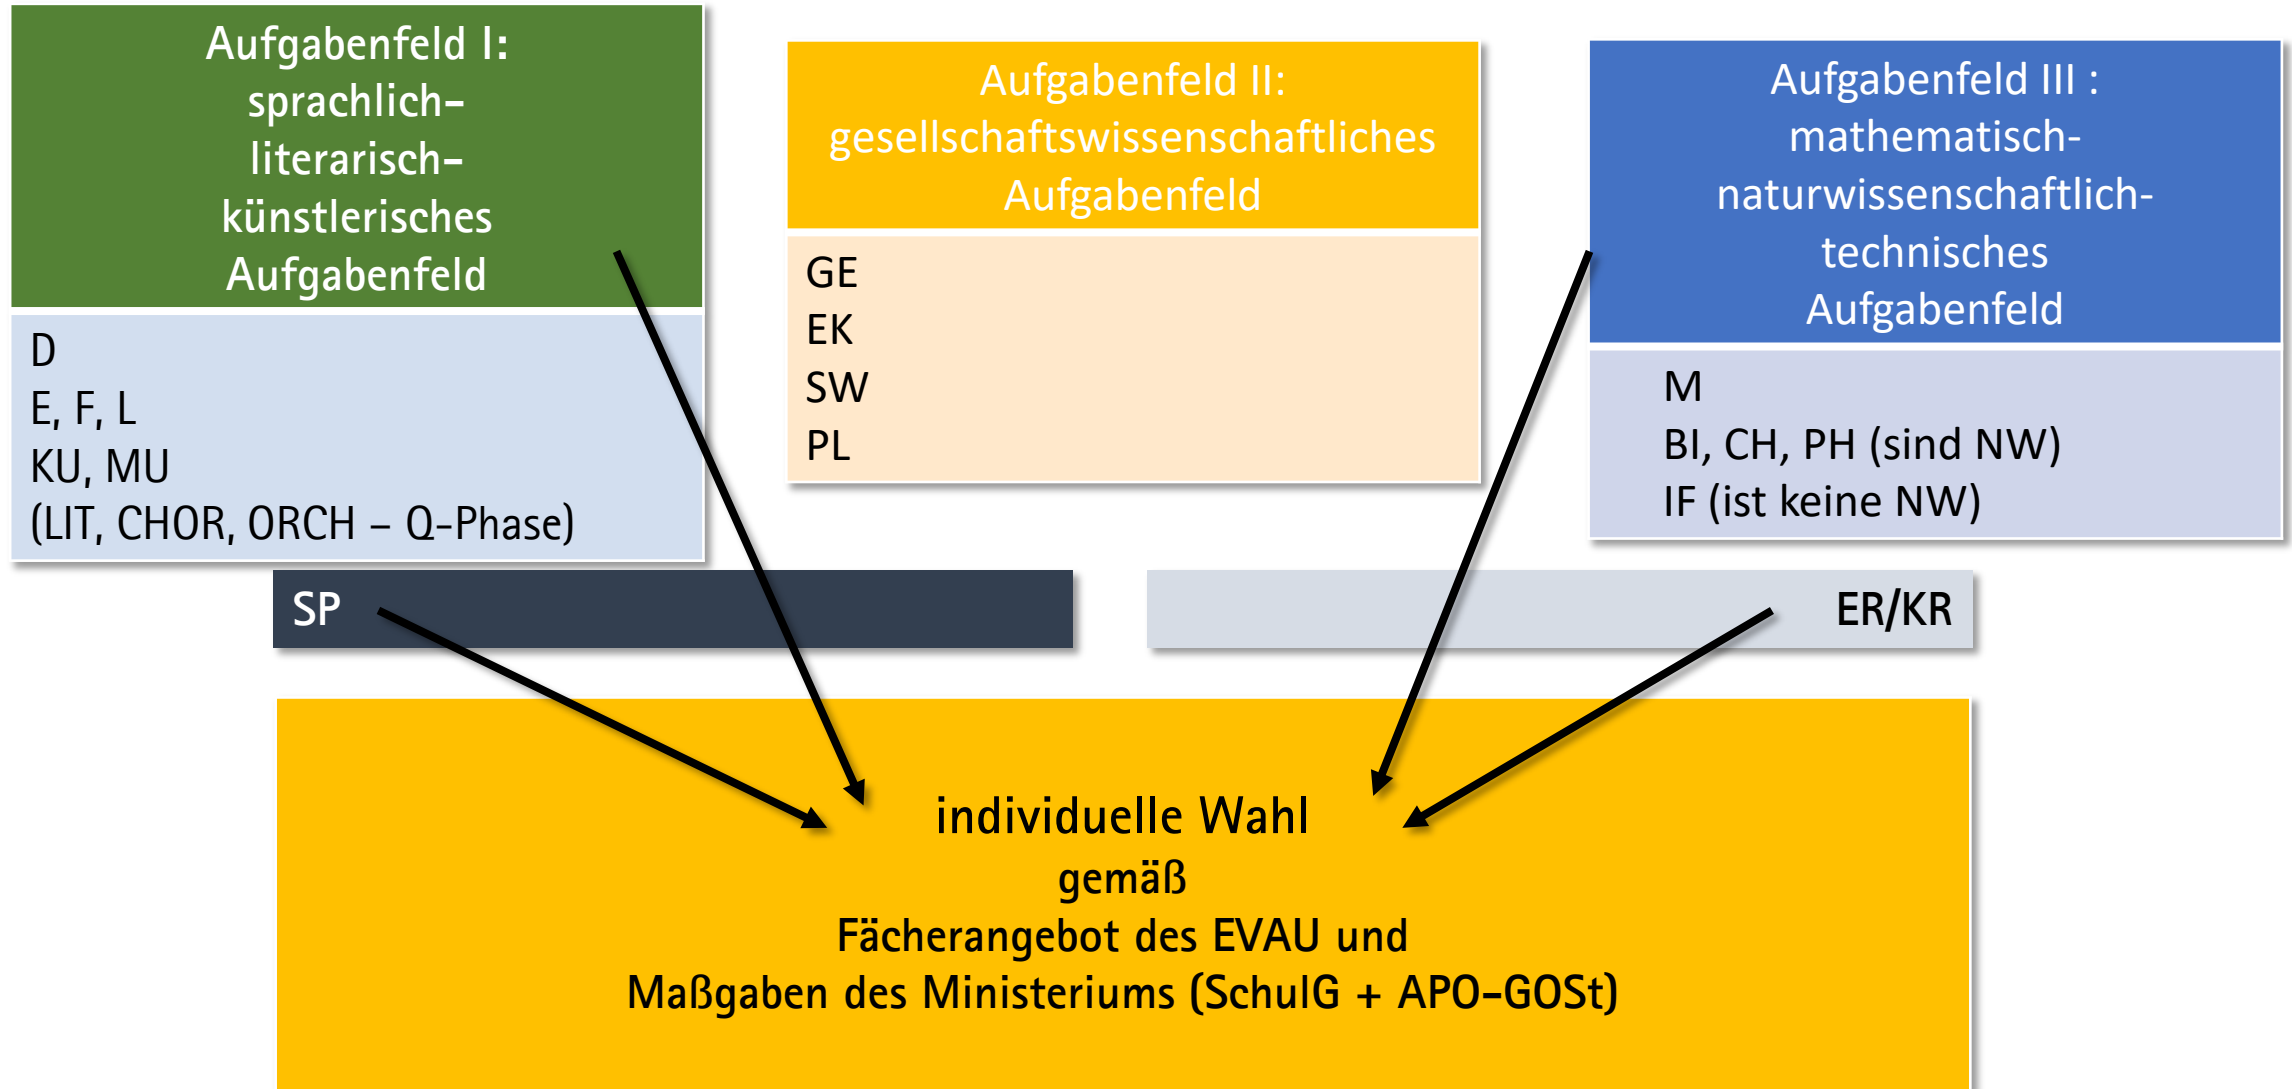 Aufgabenfeld I:
sprachlich-
literarisch-
künstlerisches
Aufgabenfeld
D
E, F, L
KU, MU
(LIT, CHOR, ORCH – Q-Phase)
Aufgabenfeld II:
gesellschaftswissenschaftliches
Aufgabenfeld
GE
EK
SW
PL
Aufgabenfeld III :
mathematisch-
naturwissenschaftlich-
technisches
Aufgabenfeld
M
BI, CH, PH (sind NW)
IF (ist keine NW)
SP
ER/KR
individuelle Wahl
gemäß
Fächerangebot des EVAU und
Maßgaben des Ministeriums (SchulG + APO-GOSt)